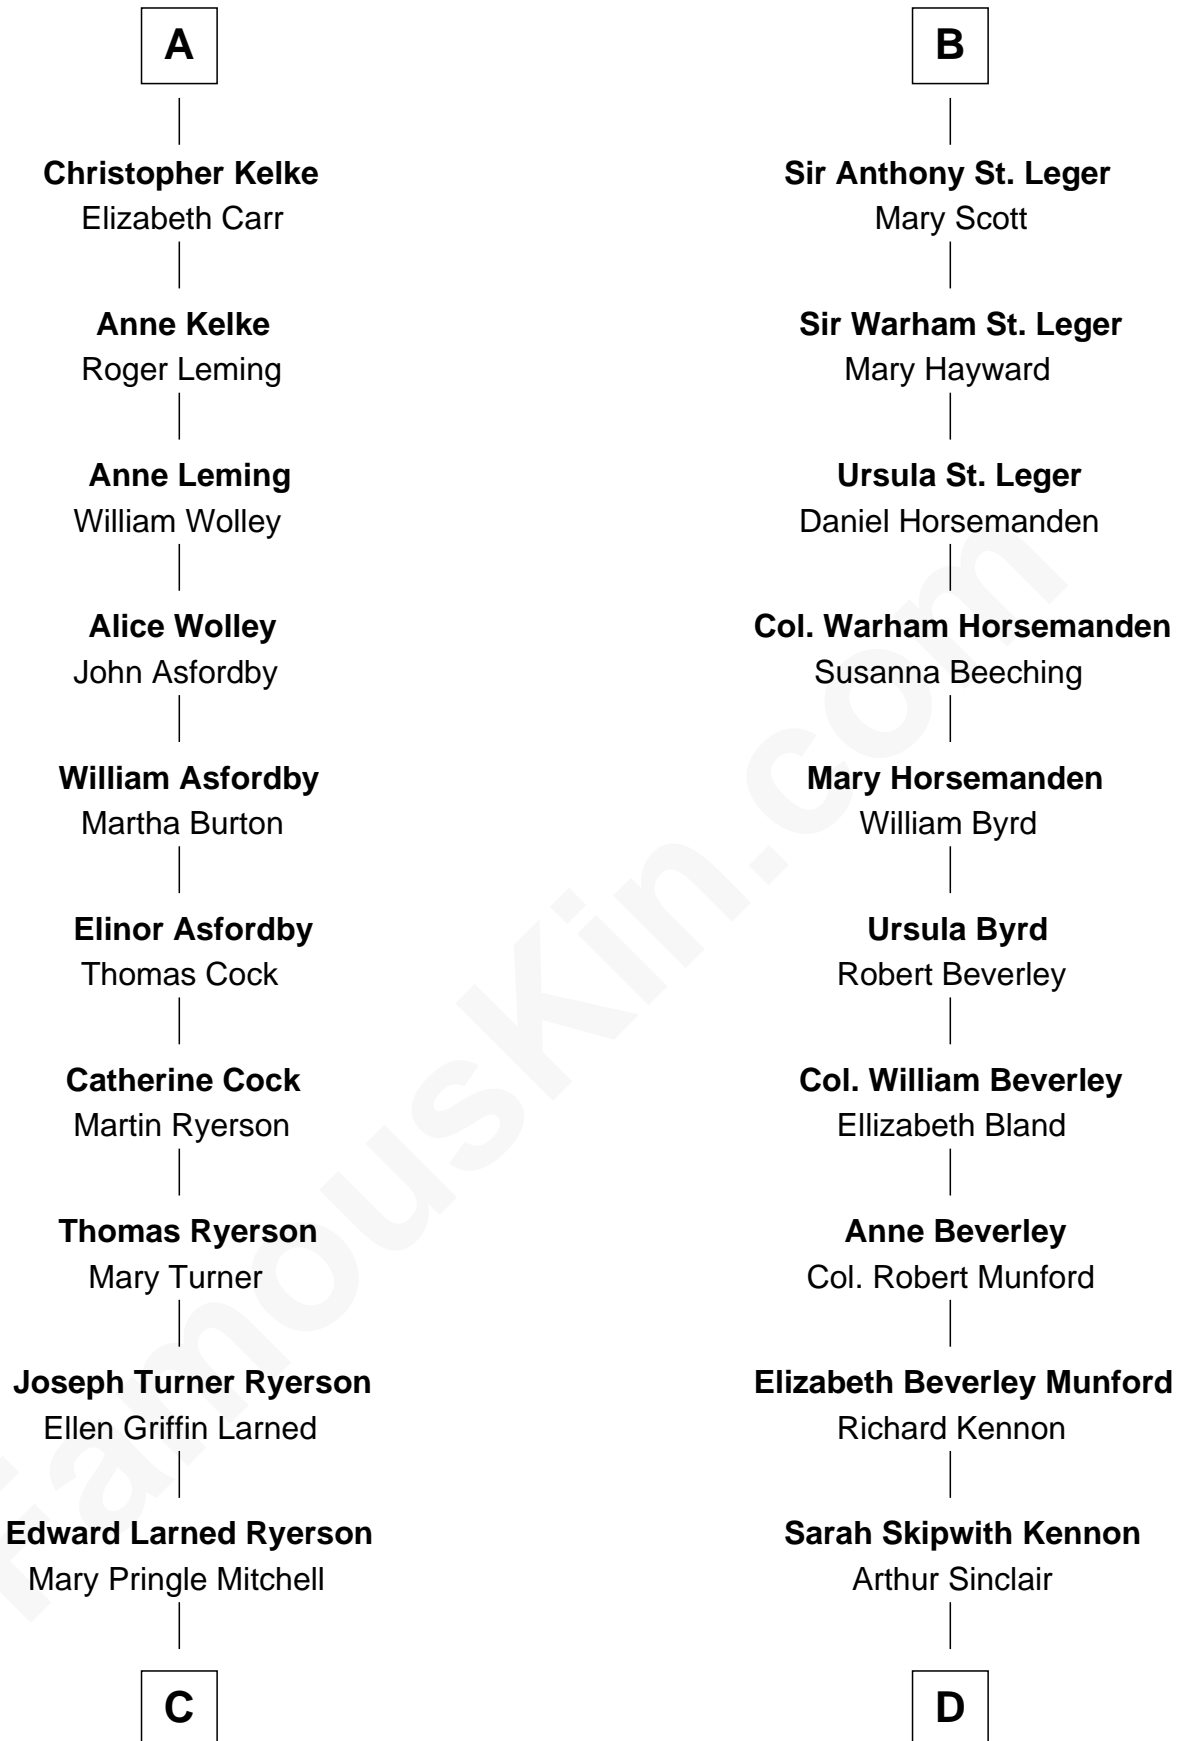 A
Christopher Kelke
Elizabeth Carr
Anne Kelke
Roger Leming
Anne Leming
William Wolley
Alice Wolley
John Asfordby
William Asfordby
Martha Burton
Elinor Asfordby
Thomas Cock
Catherine Cock
Martin Ryerson
Thomas Ryerson
Mary Turner
Joseph Turner Ryerson
Ellen Griffin Larned
Edward Larned Ryerson
Mary Pringle Mitchell
C
B
Sir Anthony St. Leger
Mary Scott
Sir Warham St. Leger
Mary Hayward
Ursula St. Leger
Daniel Horsemanden
Col. Warham Horsemanden
Susanna Beeching
Mary Horsemanden
William Byrd
Ursula Byrd
Robert Beverley
Col. William Beverley
Ellizabeth Bland
Anne Beverley
Col. Robert Munford
Elizabeth Beverley Munford
Richard Kennon
Sarah Skipwith Kennon
Arthur Sinclair
D
FamousKin.com